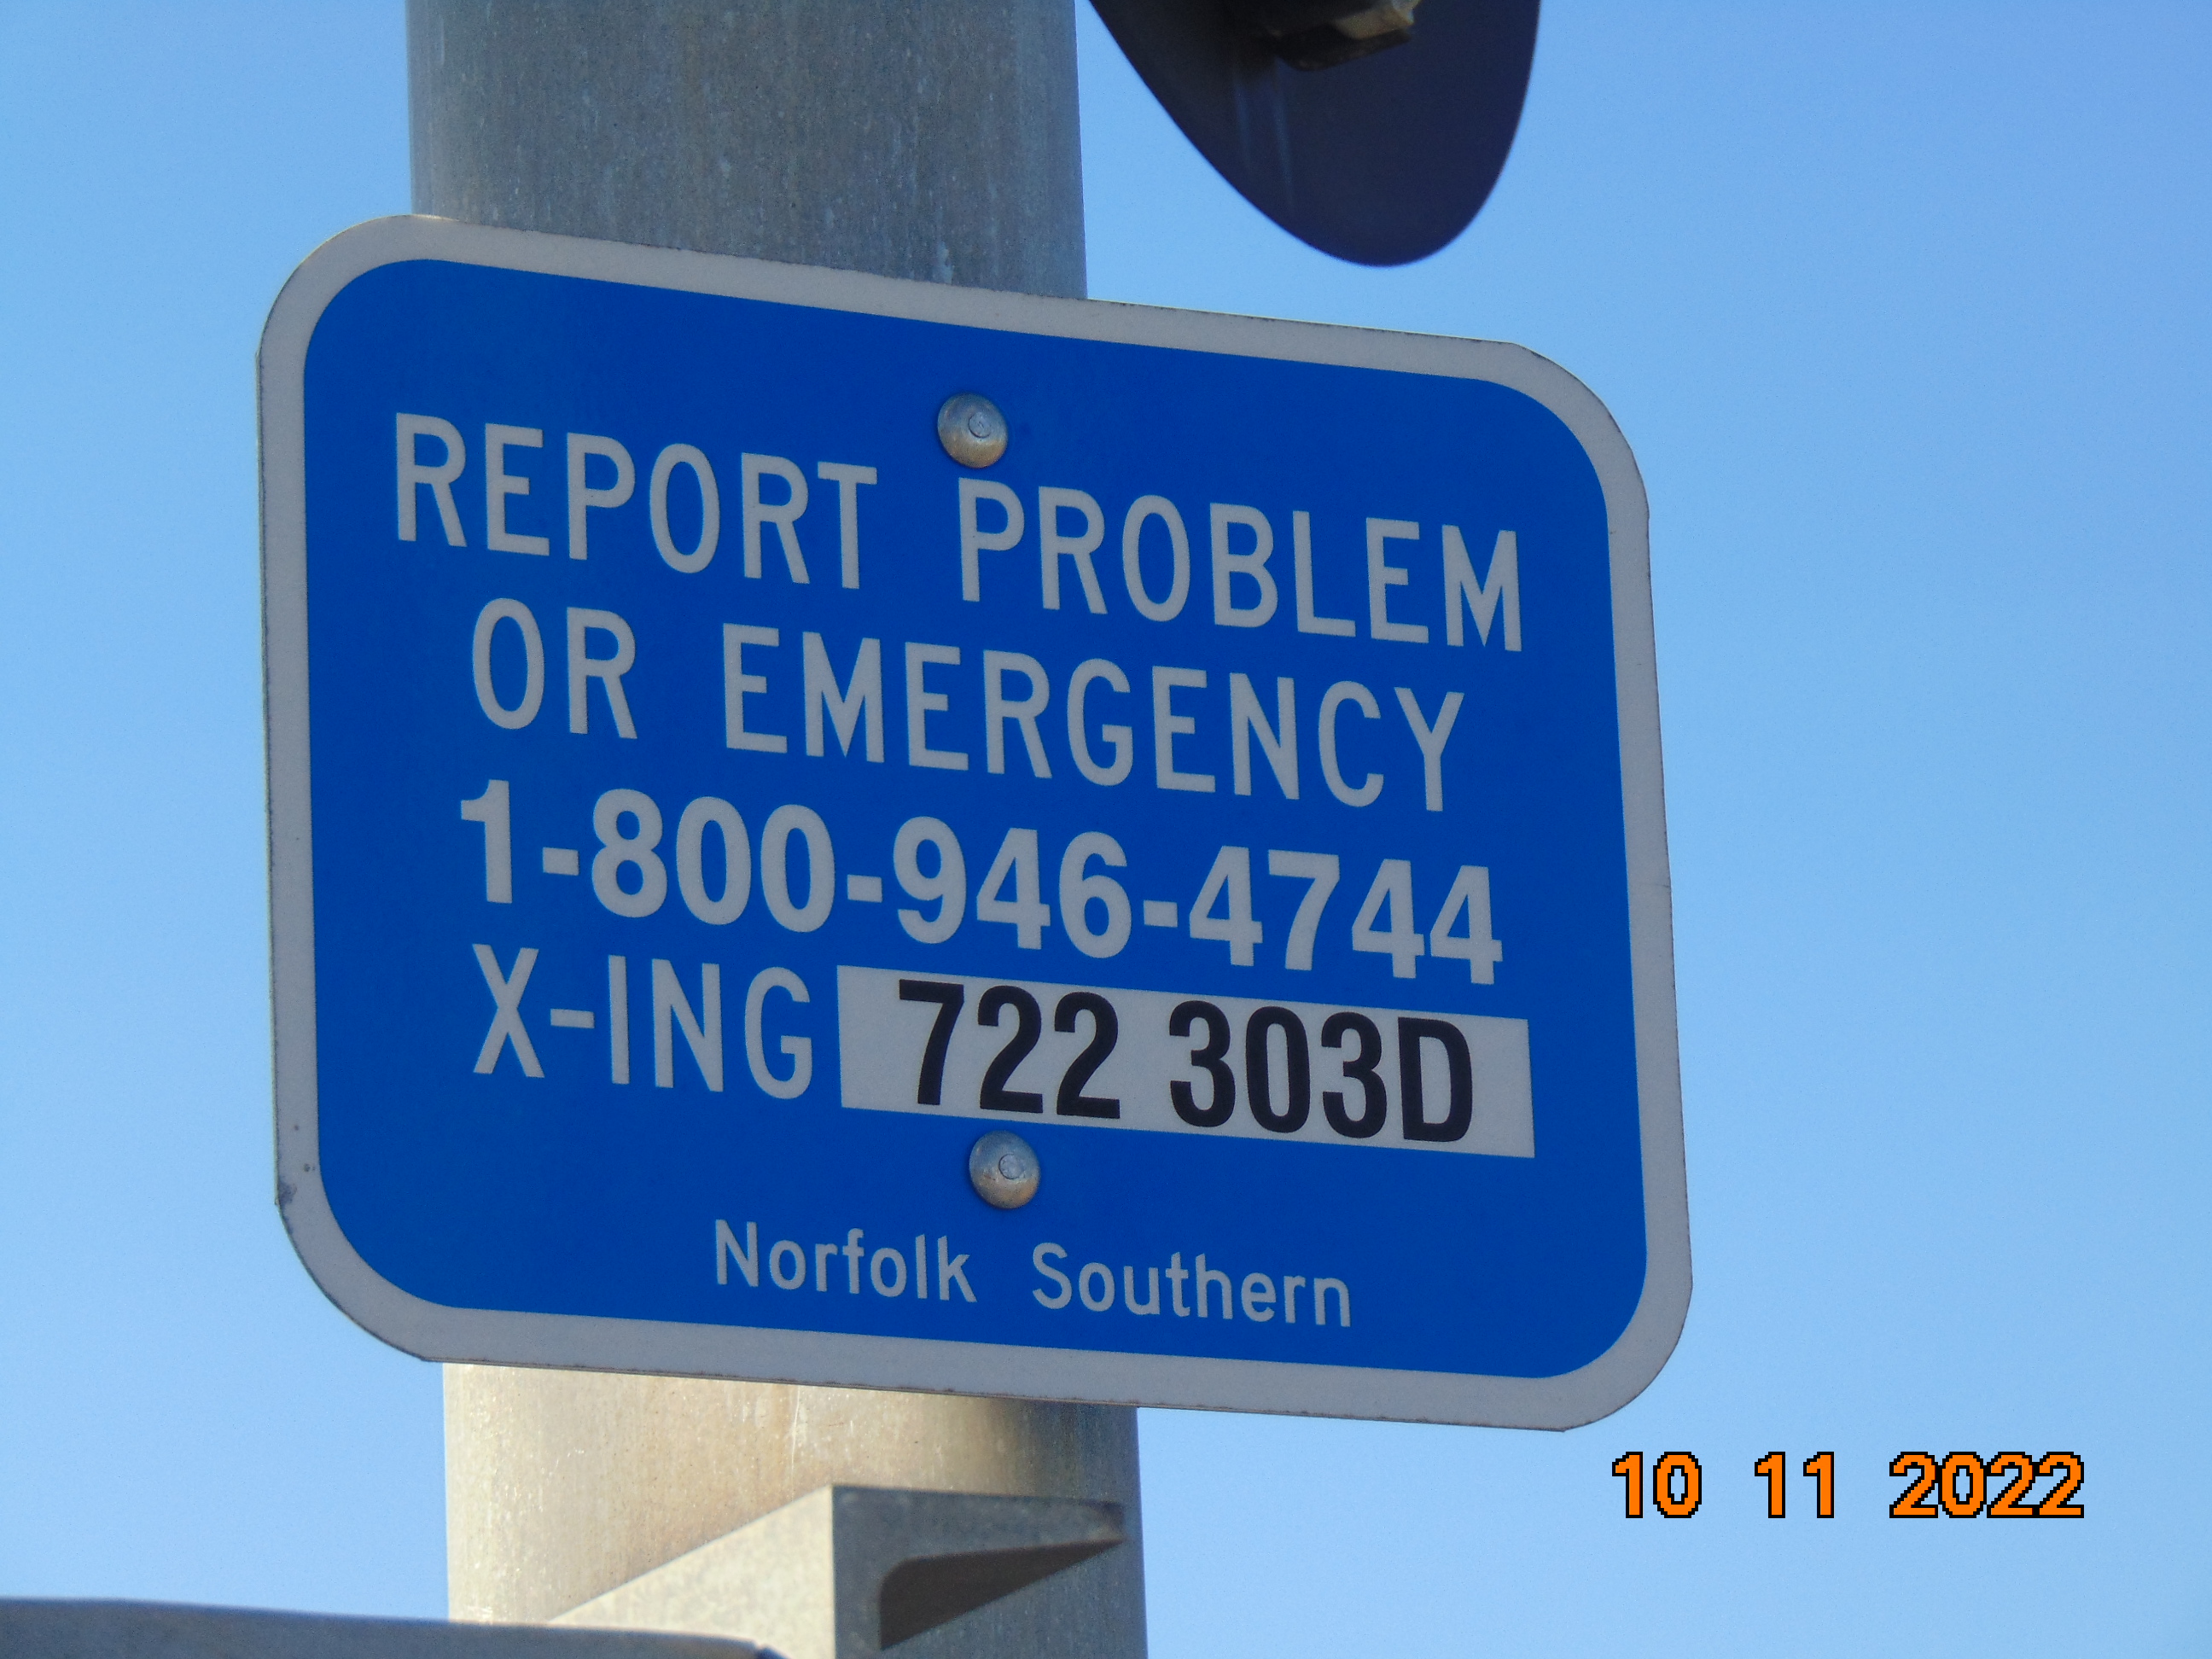 REPORT PROBLEM
OR EMERGENCY
1-800-946-4744
X-ING 722 303D
Norfolk Southern
10 11 2022